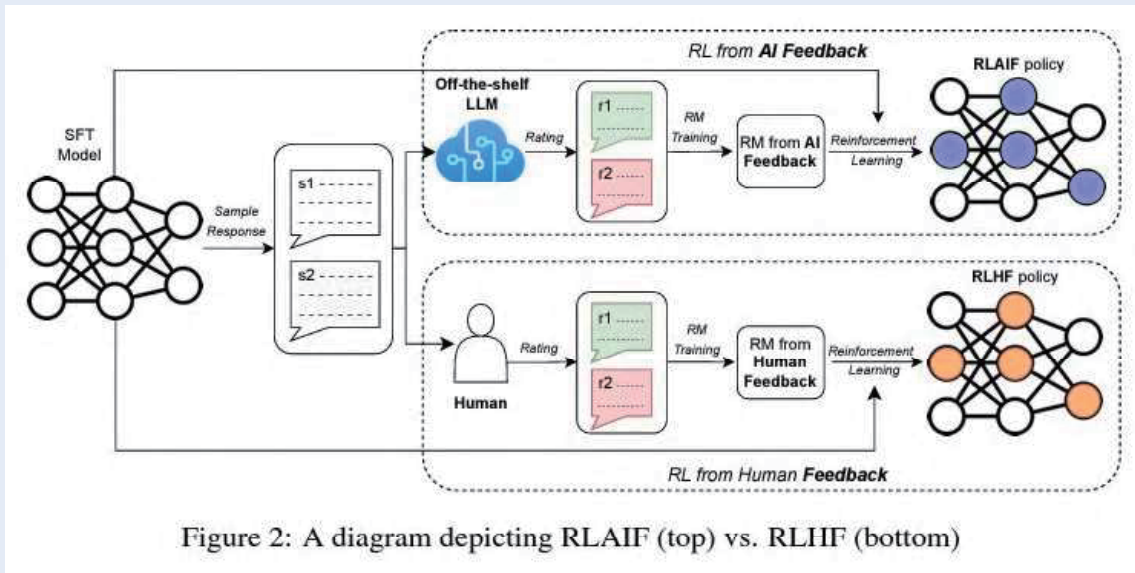 RL from AI Feedback
SFT
Model
Sample
Response
s1
s2
Off-the-shelf
LLM
Rating
r1
r2
RM
Training
RM from AI
Feedback
Reinforcement
Learning
RLAIF policy
Human
Rating
r1
r2
RM
Training
RM from
Human
Feedback
Reinforcement
Learning
RLHF policy
RL from Human Feedback
Figure 2: A diagram depicting RLAIF (top) vs. RLHF (bottom)